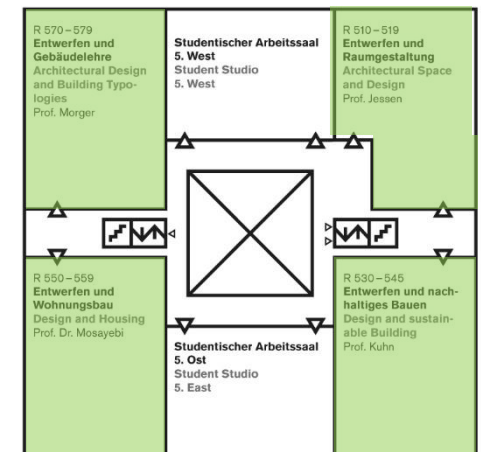 R 570 – 579
Entwerfen und
Gebäudelehre
Architectural Design
and Building Typo-
logies
Prof. Morger
Studentischer Arbeitssaal
5. West
Student Studio
5. West
R 510 – 519
Entwerfen und
Raumgestaltung
Architectural Space
and Design
Prof. Jessen
R 550 – 559
Entwerfen und
Wohnungsbau
Design and Housing
Prof. Dr. Mosayebi
Studentischer Arbeitssaal
5. Ost
Student Studio
5. East
R 530 – 545
Entwerfen und nach-
haltiges Bauen
Design and sustain-
able Building
Prof. Kuhn